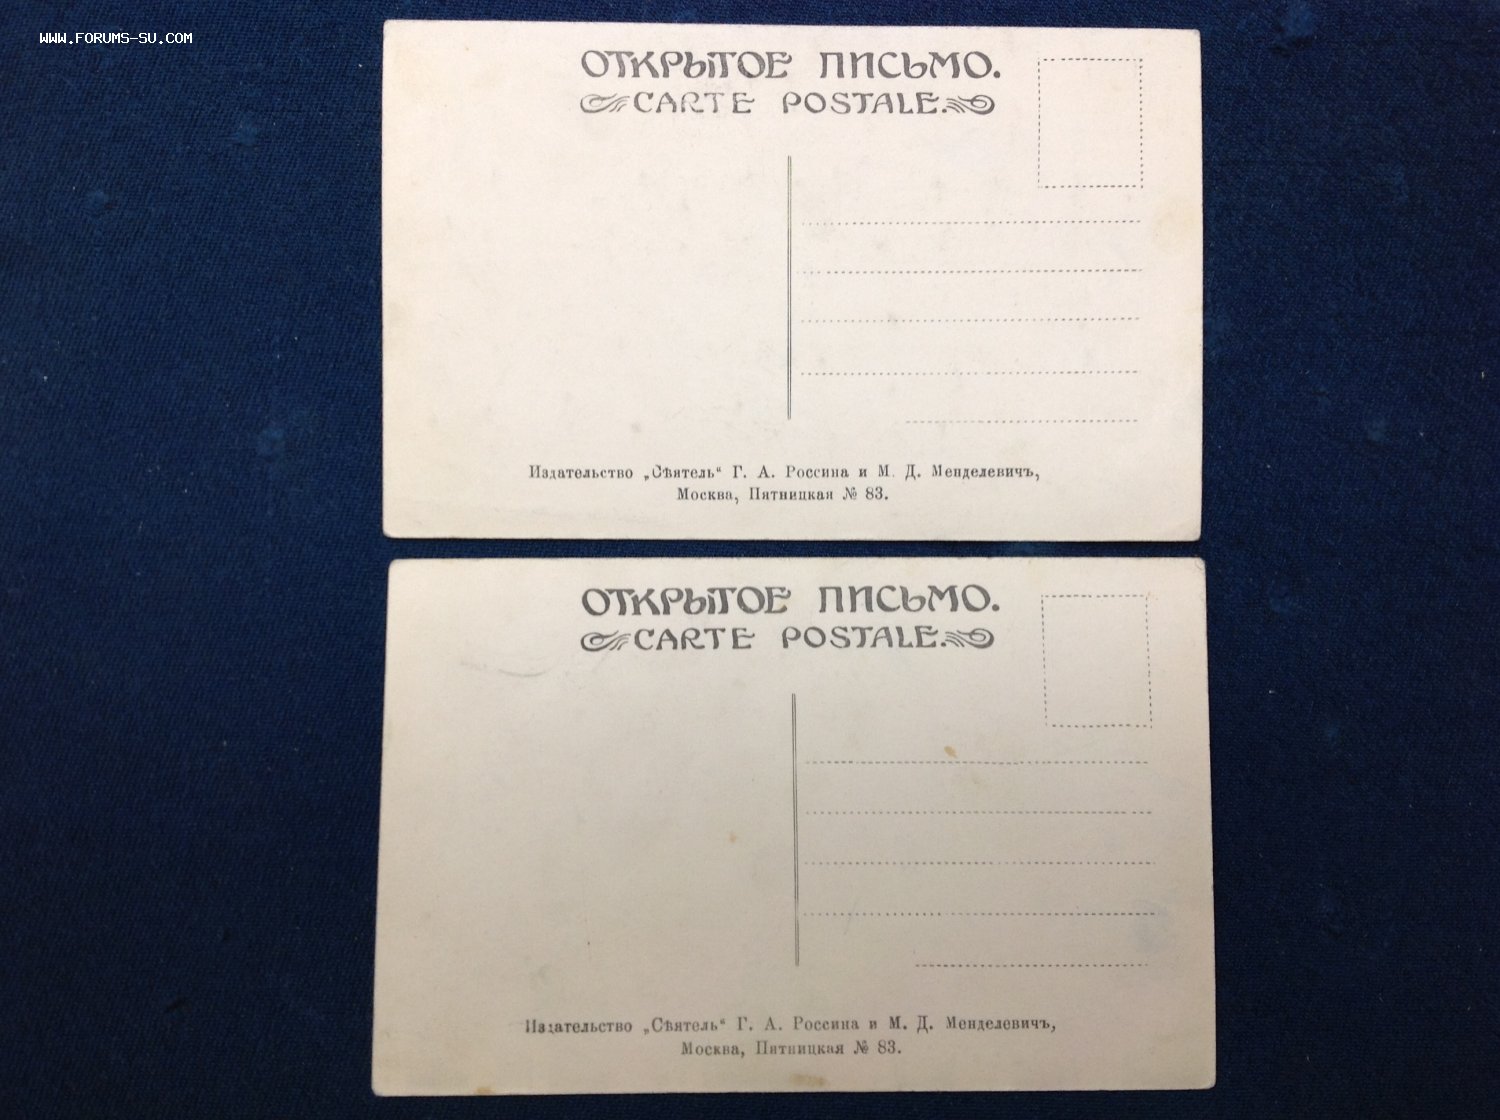 WWW.FORUMS-SU.COM
ОТКРЫТОЕ ПИСЬМО.
CARTE POSTALE.
Издательство „Сѣятель“ Г. А. Россина и М. Д. Менделевичъ,
Москва, Пятницкая № 83.
ОТКРЫТОЕ ПИСЬМО.
CARTE POSTALE.
Издательство „Сѣятель“ Г. А. Россина и М. Д. Менделевичъ,
Москва, Пятницкая № 83.